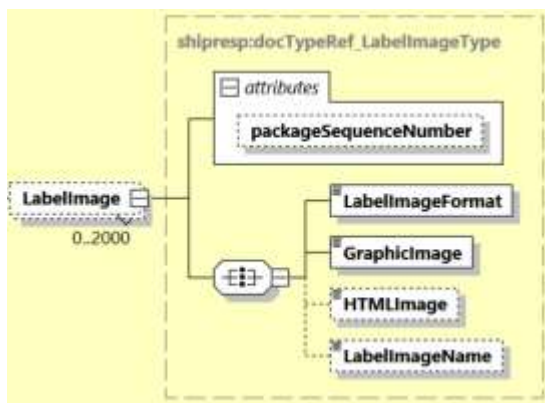 shipresp:docTypeRef_LabelImageType
attributes
packageSequenceNumber
LabelImage
0..2000
LabelImageFormat
GraphicImage
HTMLImage
LabelImageName